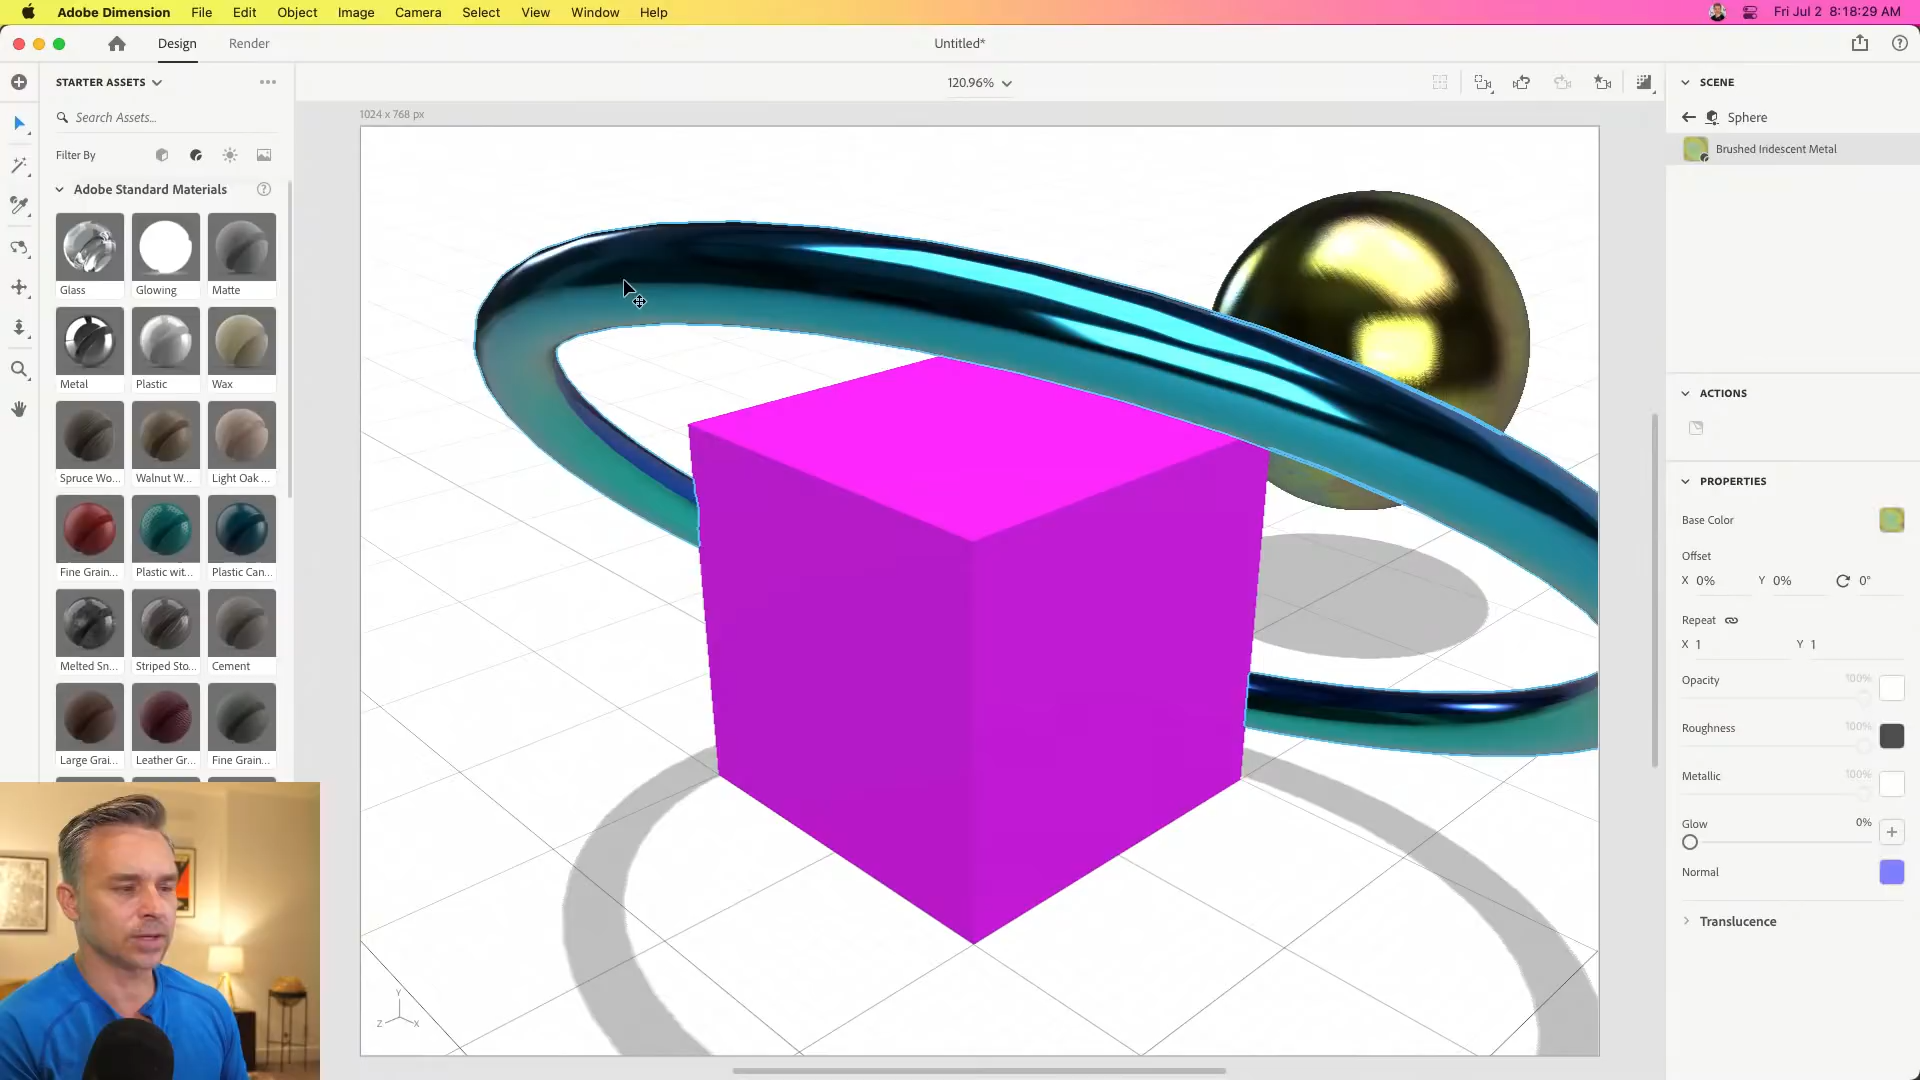 Adobe Dimension File Edit Object Image Camera Select View Window Help Fri Jul 2 8:18:29 AM
Design Render Untitled*
STARTER ASSETS 120.96% SCENE
1024 x 768 px
Search Assets... Sphere
Filter By Brushed Iridescent Metal
Adobe Standard Materials
Glass Glowing Matte
Metal Plastic Wax
ACTIONS
Spruce Wo... Walnut W... Light Oak ...
PROPERTIES
Base Color
Offset
Fine Grain... Plastic wit... Plastic Can...
X 0% Y 0% 0°
Repeat
X 1 Y 1
Melted Sn... Striped Sto... Cement
Opacity 100%
Roughness 100%
Large Grai... Leather Gr... Fine Grain...
Metallic 100%
Glow 0%
Normal
Translucence
Y
Z X